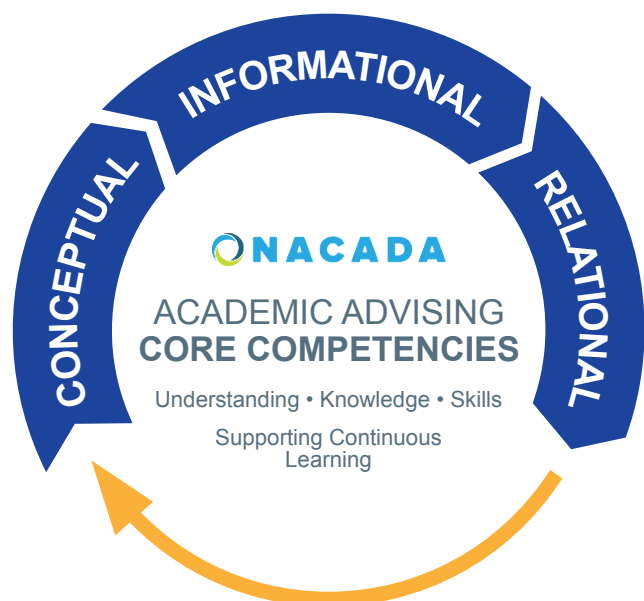 CONCEPTUAL
INFORMATIONAL
RELATIONAL
NACADA
ACADEMIC ADVISING
CORE COMPETENCIES
Understanding • Knowledge • Skills
Supporting Continuous
Learning